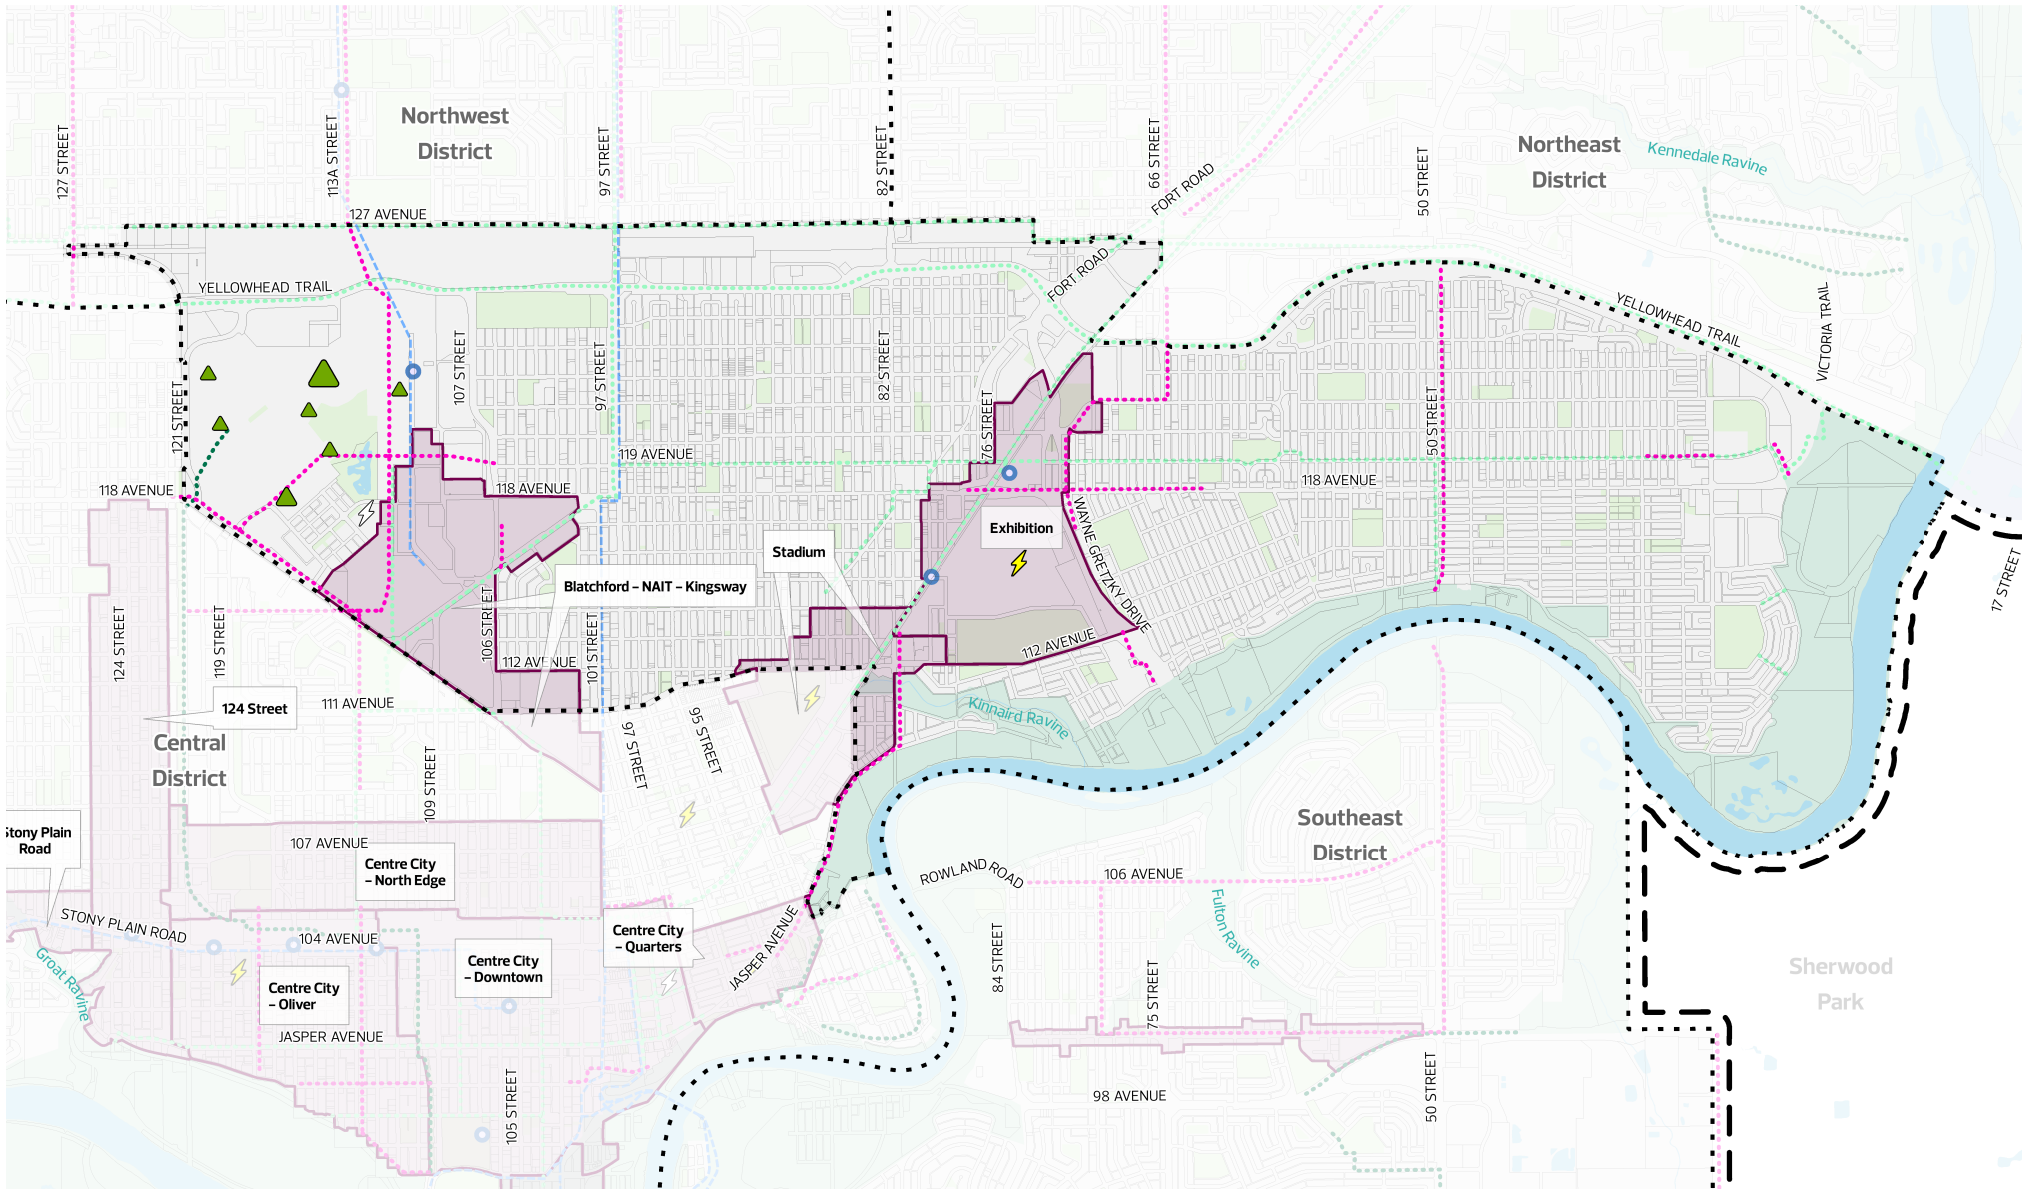 Northwest
District
Northeast
District
Kennedale Ravine
127 STREET
113A STREET
97 STREET
82 STREET
66 STREET
FORT ROAD
50 STREET
127 AVENUE
YELLOWHEAD TRAIL
FORT ROAD
YELLOWHEAD TRAIL
VICTORIA TRAIL
121 STREET
107 STREET
97 STREET
82 STREET
76 STREET
50 STREET
119 AVENUE
118 AVENUE
118 AVENUE
118 AVENUE
Exhibition
WAYNE GRETZKY DRIVE
Stadium
Blatchford – NAIT – Kingsway
17 STREET
124 STREET
119 STREET
106 STREET
101 STREET
112 AVENUE
112 AVENUE
124 Street
111 AVENUE
Kinnaird Ravine
Central
District
109 STREET
97 STREET
95 STREET
Stony Plain
Road
107 AVENUE
Centre City
– North Edge
Southeast
District
ROWLAND ROAD
106 AVENUE
Fulton Ravine
STONY PLAIN ROAD
104 AVENUE
Centre City
– Quarters
Centre City
– Downtown
JASPER AVENUE
84 STREET
75 STREET
Groat Ravine
Centre City
– Oliver
JASPER AVENUE
Sherwood
Park
105 STREET
98 AVENUE
50 STREET